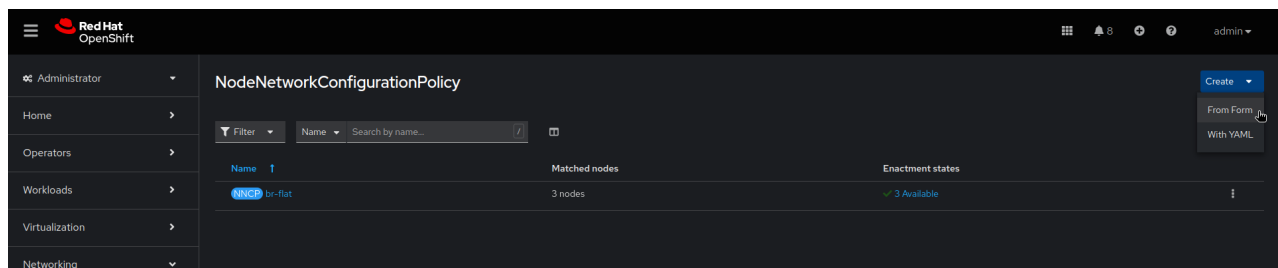 Red Hat
OpenShift
8
admin
Administrator
NodeNetworkConfigurationPolicy
Create
Home
From Form
Filter
Name
Search by name...
/
With YAML
Operators
Name
Matched nodes
Enactment states
Workloads
NNCP br-flat
3 nodes
3 Available
Virtualization
Networking